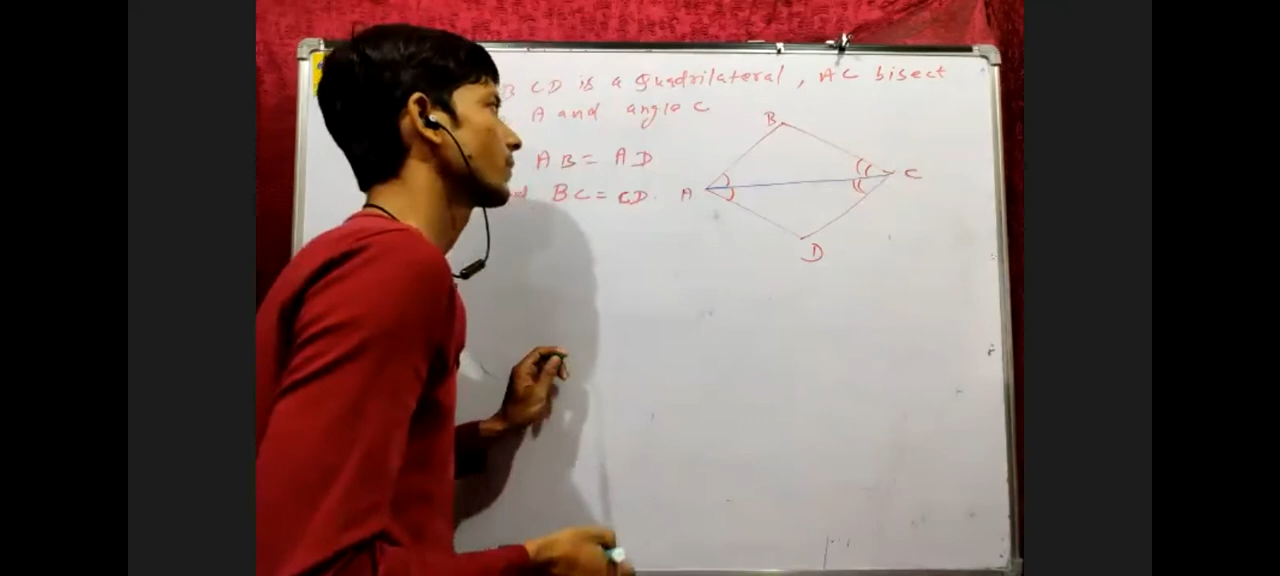 B CD is a Quadrilateral, AC bisect
A and angle C
AB = AD
BC = CD.
B
A
C
D